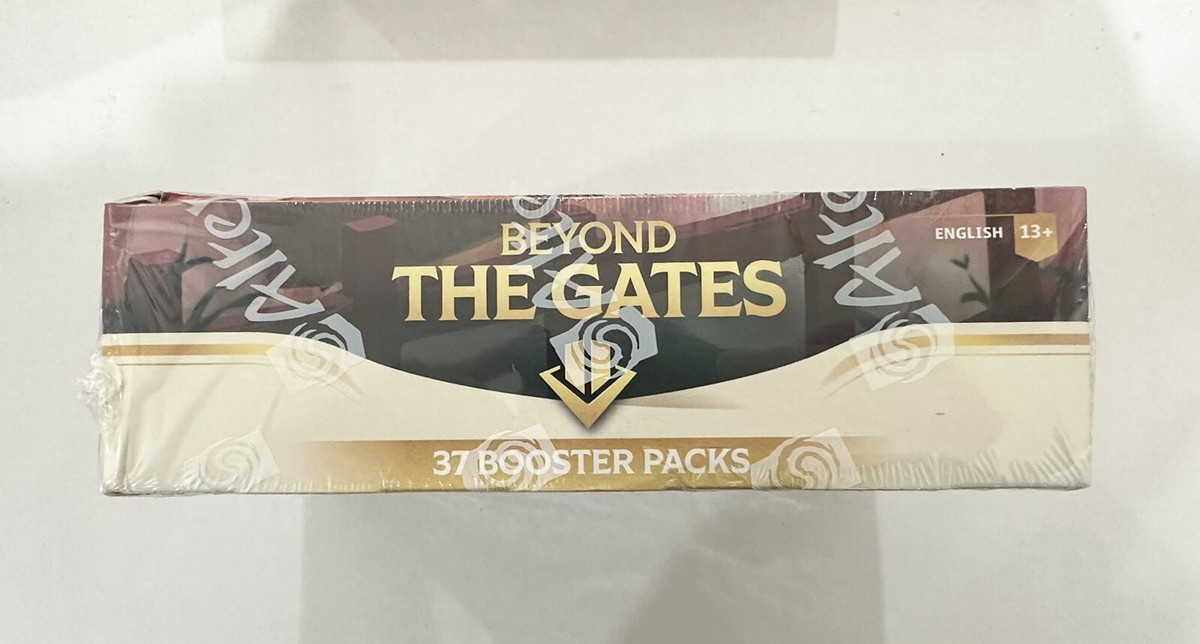 BEYOND
THE GATES
ENGLISH 13+
37 BOOSTER PACKS